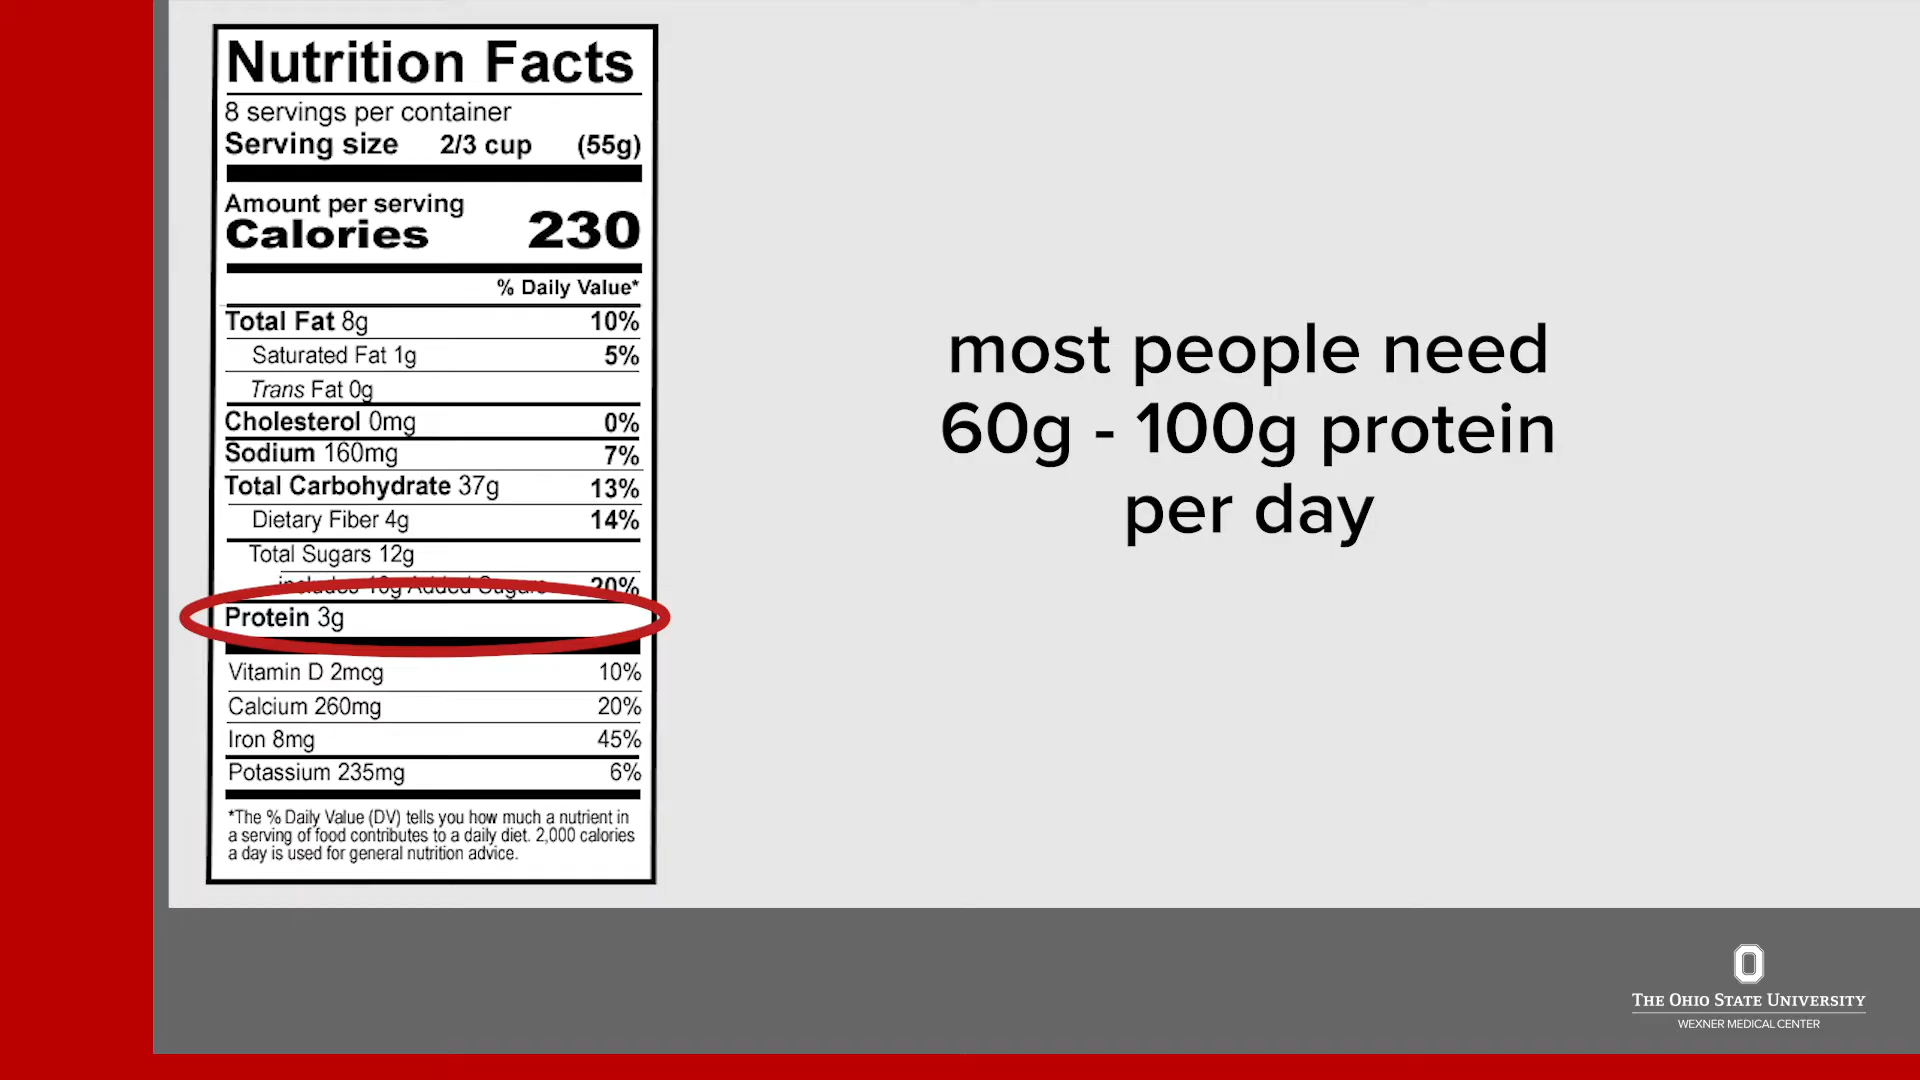 Nutrition Facts
8 servings per container
Serving size 2/3 cup (55g)
Amount per serving
Calories 230
% Daily Value*
Total Fat 8g 10%
Saturated Fat 1g 5%
Trans Fat 0g
Cholesterol 0mg 0%
Sodium 160mg 7%
Total Carbohydrate 37g 13%
Dietary Fiber 4g 14%
Total Sugars 12g
includes 10g Added Sugars 20%
Protein 3g
Vitamin D 2mcg 10%
Calcium 260mg 20%
Iron 8mg 45%
Potassium 235mg 6%
*The % Daily Value (DV) tells you how much a nutrient in
a serving of food contributes to a daily diet. 2,000 calories
a day is used for general nutrition advice.
most people need
60g - 100g protein
per day
THE OHIO STATE UNIVERSITY
WEXNER MEDICAL CENTER